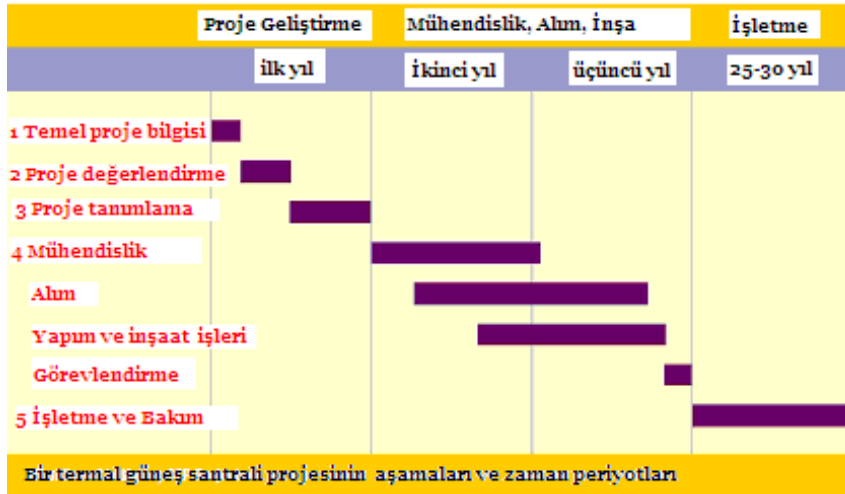 Proje Geliştirme Mühendislik, Alım, İnşa İşletme
ilk yıl İkinci yıl üçüncü yıl 25-30 yıl
1 Temel proje bilgisi
2 Proje değerlendirme
3 Proje tanımlama
4 Mühendislik
Alım
Yapım ve inşaat işleri
Görevlendirme
5 İşletme ve Bakım
Bir termal güneş santrali projesinin aşamaları ve zaman periyotları